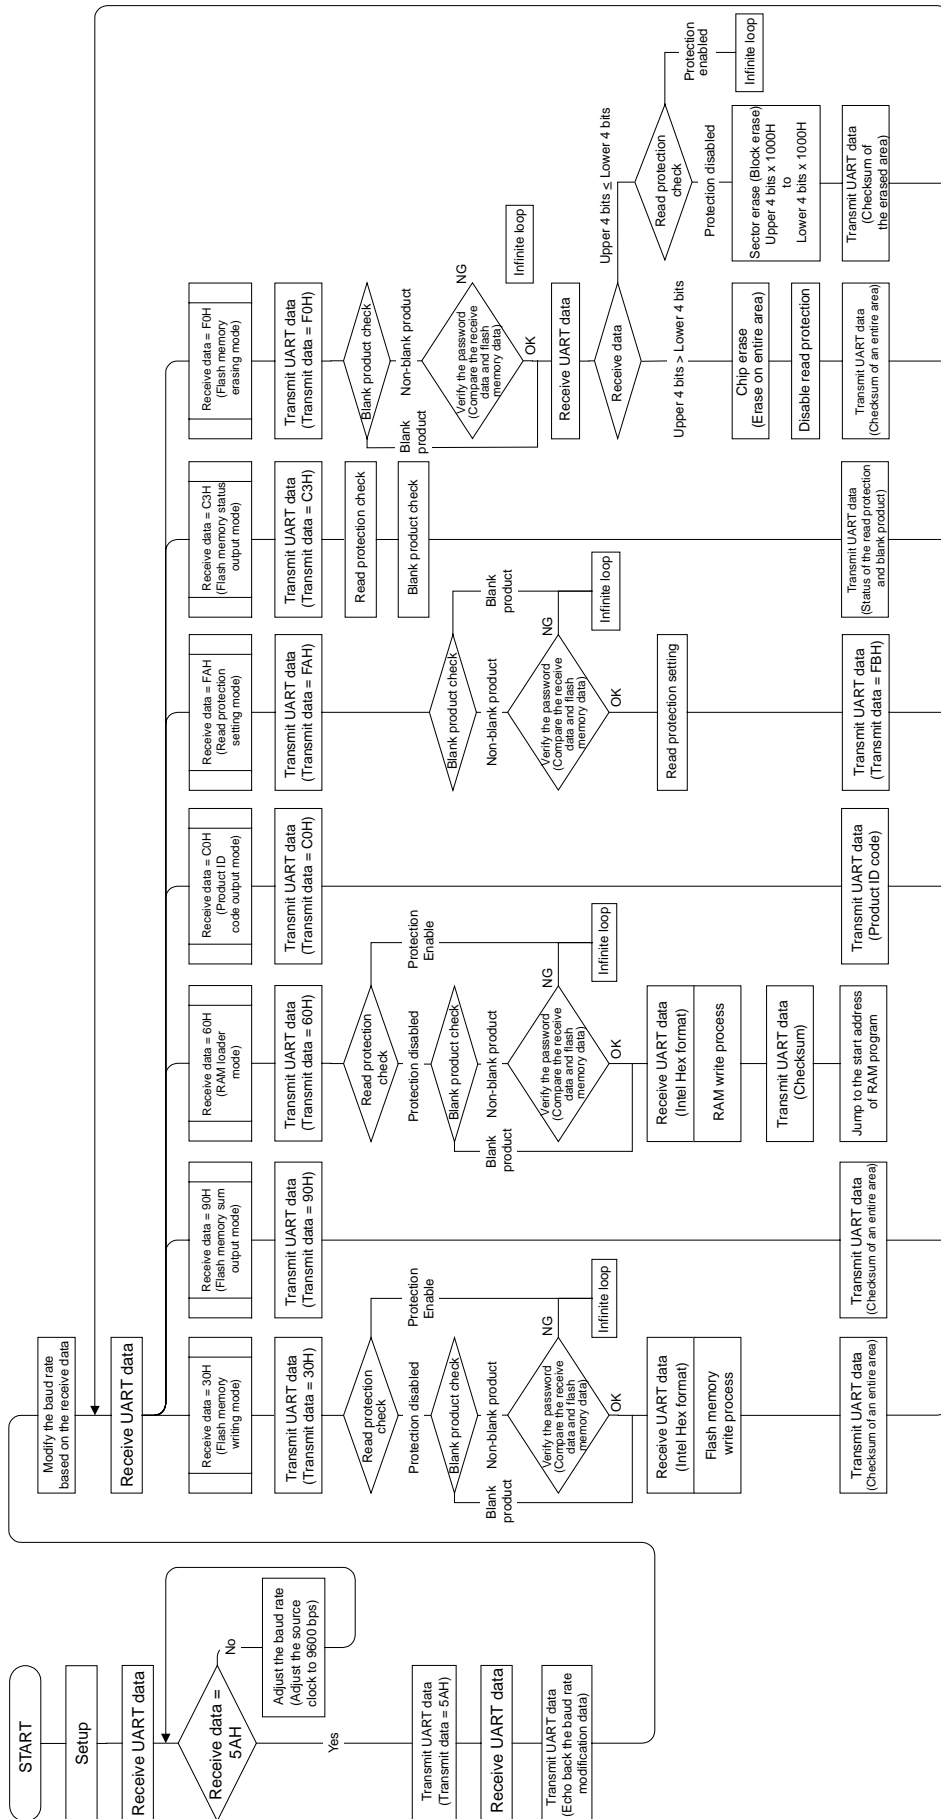 START
Setup
Receive UART data
Receive data =
5AH
No
Adjust the baud rate
(Adjust the source
clock to 9600 bps)
Yes
Transmit UART data
(Transmit data = 5AH)
Receive UART data
Transmit UART data
(Echo back the baud rate
modification data)
Modify the baud rate
based on the receive data
Receive UART data
Receive data = 30H
(Flash memory
writing mode)
Transmit UART data
(Transmit data = 30H)
Read protection
check
Protection
Enable
Protection disabled
Blank product check
Blank
product
Non-blank product
Verify the password
(Compare the receive
data and flash
memory data)
NG
Infinite loop
OK
Receive UART data
(Intel Hex format)
Flash memory
write process
Transmit UART data
(Checksum of an entire area)
Receive data = 90H
(Flash memory sum
output mode)
Transmit UART data
(Transmit data = 90H)
Transmit UART data
(Checksum of an entire area)
Receive data = 60H
(RAM loader
mode)
Transmit UART data
(Transmit data = 60H)
Read protection
check
Protection
Enable
Protection disabled
Blank product check
Blank
product
Non-blank product
Verify the password
(Compare the receive
data and flash
memory data)
NG
Infinite loop
OK
Receive UART data
(Intel Hex format)
RAM write process
Transmit UART data
(Checksum)
Jump to the start address
of RAM program
Receive data = C0H
(Product ID
code output mode)
Transmit UART data
(Transmit data = C0H)
Transmit UART data
(Product ID code)
Receive data = FAH
(Read protection
setting mode)
Transmit UART data
(Transmit data = FAH)
Blank product check
Blank
product
Non-blank product
Verify the password
(Compare the receive
data and flash
memory data)
NG
Infinite loop
OK
Read protection setting
Transmit UART data
(Transmit data = FBH)
Receive data = C3H
(Flash memory status
output mode)
Transmit UART data
(Transmit data = C3H)
Read protection check
Blank product check
Transmit UART data
(Status of the read protection
and blank product)
Receive data = F0H
(Flash memory
erasing mode)
Transmit UART data
(Transmit data = F0H)
Blank product check
Blank
product
Non-blank product
Verify the password
(Compare the receive
data and flash
memory data)
NG
Infinite loop
OK
Receive UART data
Receive data
Upper 4 bits > Lower 4 bits
Chip erase
(Erase on entire area)
Disable read protection
Transmit UART data
(Checksum of an entire area)
Upper 4 bits ≤ Lower 4 bits
Read protection
check
Protection
enabled
Infinite loop
Protection disabled
Sector erase (Block erase)
Upper 4 bits x 1000H
to
Lower 4 bits x 1000H
Transmit UART data
(Checksum of
the erased area)